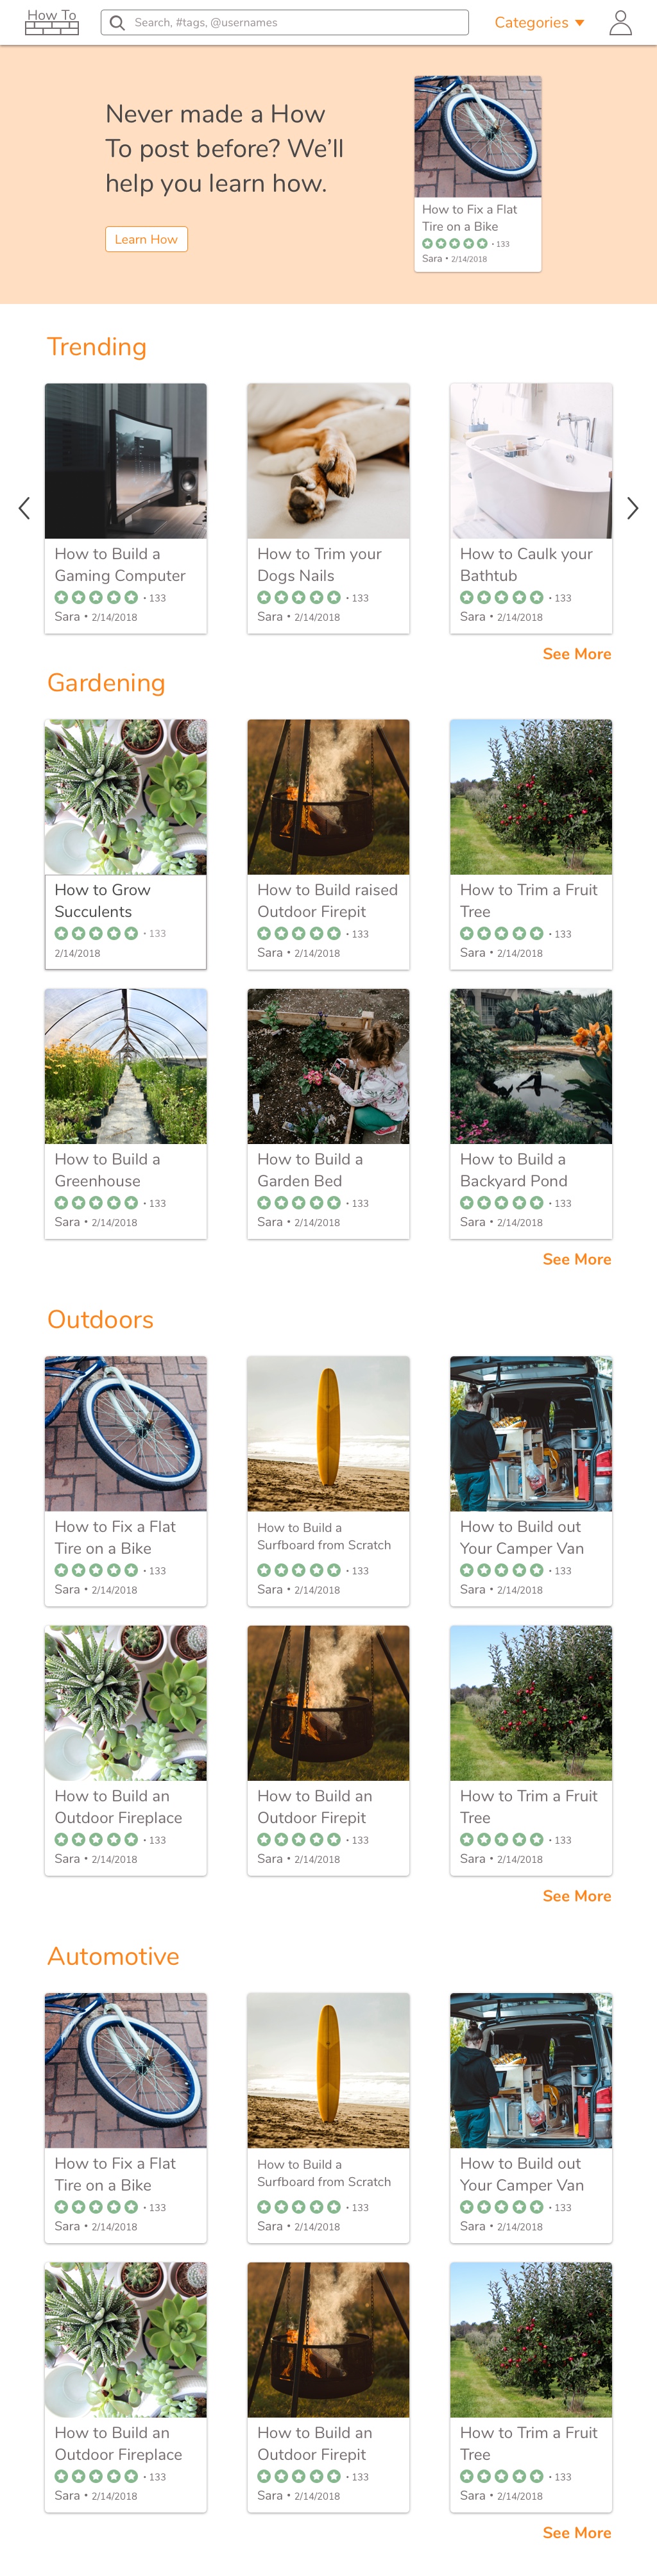 How To
Search, #tags, @usernames
Categories
Never made a How
To post before? We'll
help you learn how.
Learn How
How to Fix a Flat
Tire on a Bike
• 133
Sara • 2/14/2018
Trending
How to Build a
Gaming Computer
• 133
Sara • 2/14/2018
How to Trim your
Dogs Nails
• 133
Sara • 2/14/2018
How to Caulk your
Bathtub
• 133
Sara • 2/14/2018
See More
Gardening
How to Grow
Succulents
• 133
2/14/2018
How to Build raised
Outdoor Firepit
• 133
Sara • 2/14/2018
How to Trim a Fruit
Tree
• 133
Sara • 2/14/2018
How to Build a
Greenhouse
• 133
Sara • 2/14/2018
How to Build a
Garden Bed
• 133
Sara • 2/14/2018
How to Build a
Backyard Pond
• 133
Sara • 2/14/2018
See More
Outdoors
How to Fix a Flat
Tire on a Bike
• 133
Sara • 2/14/2018
How to Build a
Surfboard from Scratch
• 133
Sara • 2/14/2018
How to Build out
Your Camper Van
• 133
Sara • 2/14/2018
How to Build an
Outdoor Fireplace
• 133
Sara • 2/14/2018
How to Build an
Outdoor Firepit
• 133
Sara • 2/14/2018
How to Trim a Fruit
Tree
• 133
Sara • 2/14/2018
See More
Automotive
How to Fix a Flat
Tire on a Bike
• 133
Sara • 2/14/2018
How to Build a
Surfboard from Scratch
• 133
Sara • 2/14/2018
How to Build out
Your Camper Van
• 133
Sara • 2/14/2018
How to Build an
Outdoor Fireplace
• 133
Sara • 2/14/2018
How to Build an
Outdoor Firepit
• 133
Sara • 2/14/2018
How to Trim a Fruit
Tree
• 133
Sara • 2/14/2018
See More